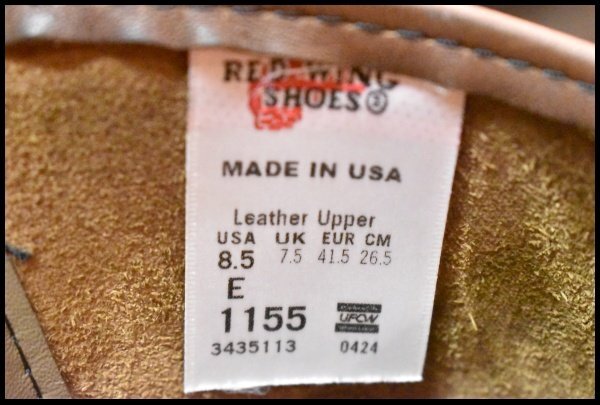 RED WING
SHOES®
MADE IN USA
Leather Upper
USA UK EUR CM
8.5 7.5 41.5 26.5
E
1155
UFCW
3435113 0424